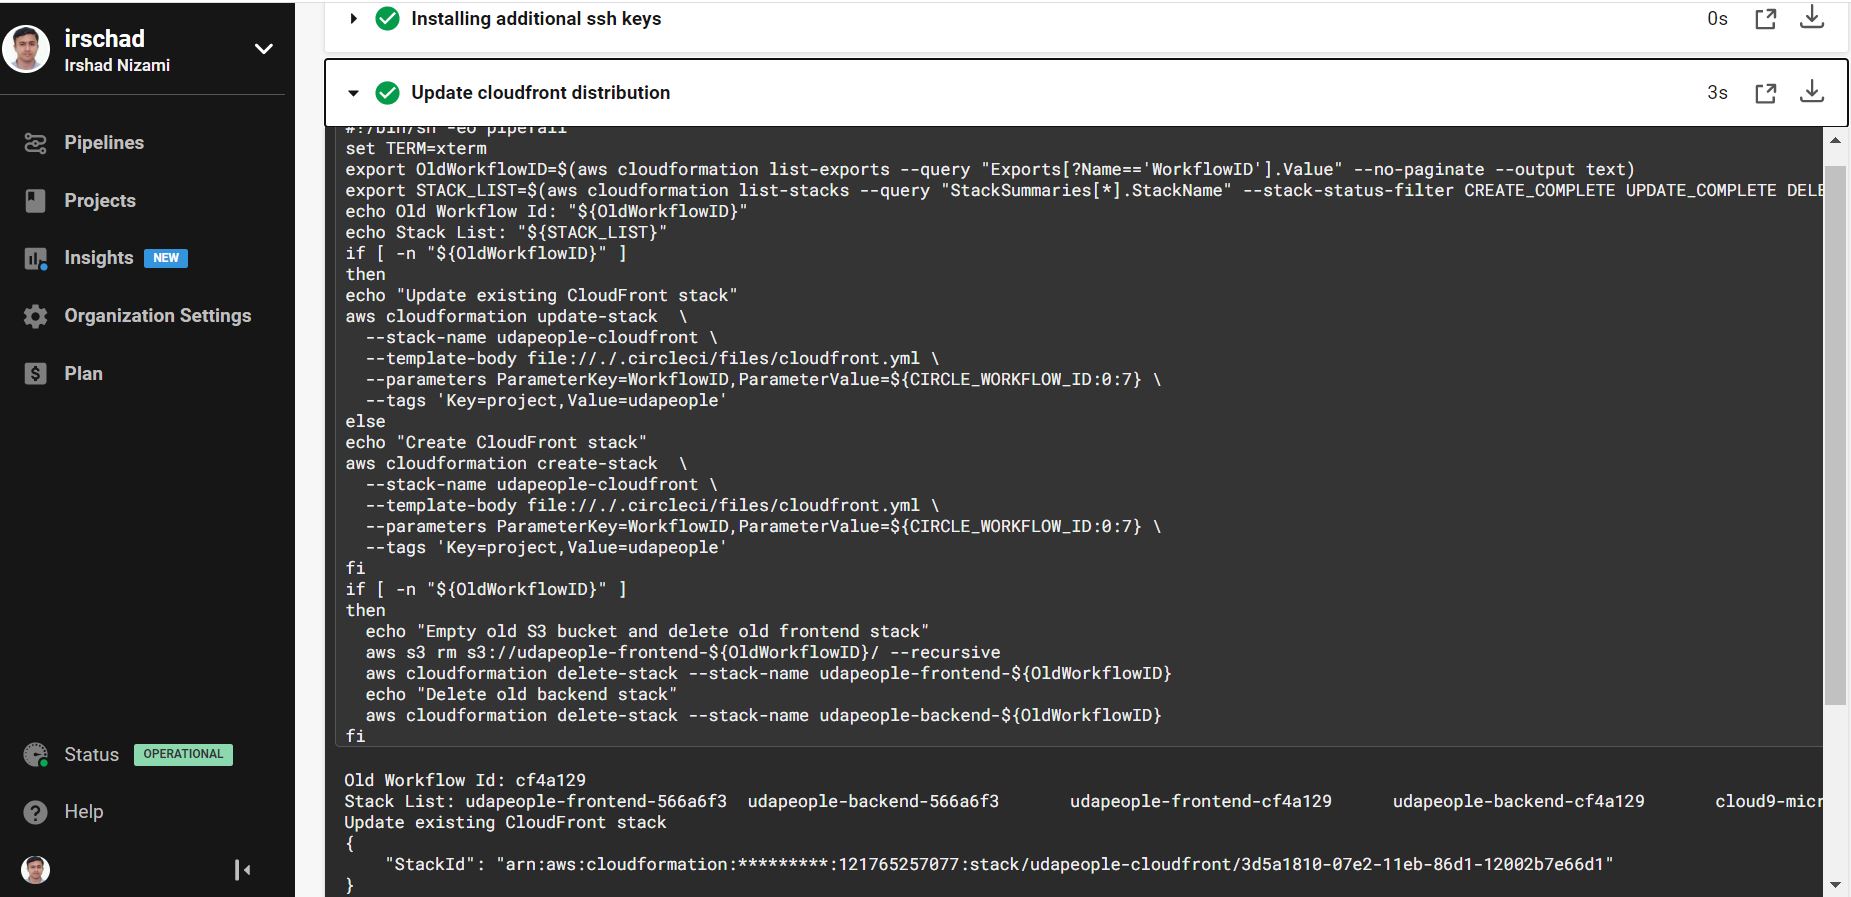 irschad
Irshad Nizami
Pipelines
Projects
Insights NEW
Organization Settings
Plan
Status OPERATIONAL
Help
Installing additional ssh keys 0s
Update cloudfront distribution 3s
#!/bin/sh -eo pipefail
set TERM=xterm
export OldWorkflowID=$(aws cloudformation list-exports --query "Exports[?Name=='WorkflowID'].Value" --no-paginate --output text)
export STACK_LIST=$(aws cloudformation list-stacks --query "StackSummaries[*].StackName" --stack-status-filter CREATE_COMPLETE UPDATE_COMPLETE DELE
echo Old Workflow Id: "${OldWorkflowID}"
echo Stack List: "${STACK_LIST}"
if [ -n "${OldWorkflowID}" ]
then
echo "Update existing CloudFront stack"
aws cloudformation update-stack  \
  --stack-name udapeople-cloudfront \
  --template-body file://./.circleci/files/cloudfront.yml \
  --parameters ParameterKey=WorkflowID,ParameterValue=${CIRCLE_WORKFLOW_ID:0:7} \
  --tags 'Key=project,Value=udapeople'
else
echo "Create CloudFront stack"
aws cloudformation create-stack  \
  --stack-name udapeople-cloudfront \
  --template-body file://./.circleci/files/cloudfront.yml \
  --parameters ParameterKey=WorkflowID,ParameterValue=${CIRCLE_WORKFLOW_ID:0:7} \
  --tags 'Key=project,Value=udapeople'
fi
if [ -n "${OldWorkflowID}" ]
then
  echo "Empty old S3 bucket and delete old frontend stack"
  aws s3 rm s3://udapeople-frontend-${OldWorkflowID}/ --recursive
  aws cloudformation delete-stack --stack-name udapeople-frontend-${OldWorkflowID}
  echo "Delete old backend stack"
  aws cloudformation delete-stack --stack-name udapeople-backend-${OldWorkflowID}
fi
Old Workflow Id: cf4a129
Stack List: udapeople-frontend-566a6f3  udapeople-backend-566a6f3       udapeople-frontend-cf4a129      udapeople-backend-cf4a129       cloud9-micr
Update existing CloudFront stack
{
    "StackId": "arn:aws:cloudformation:*********:121765257077:stack/udapeople-cloudfront/3d5a1810-07e2-11eb-86d1-12002b7e66d1"
}